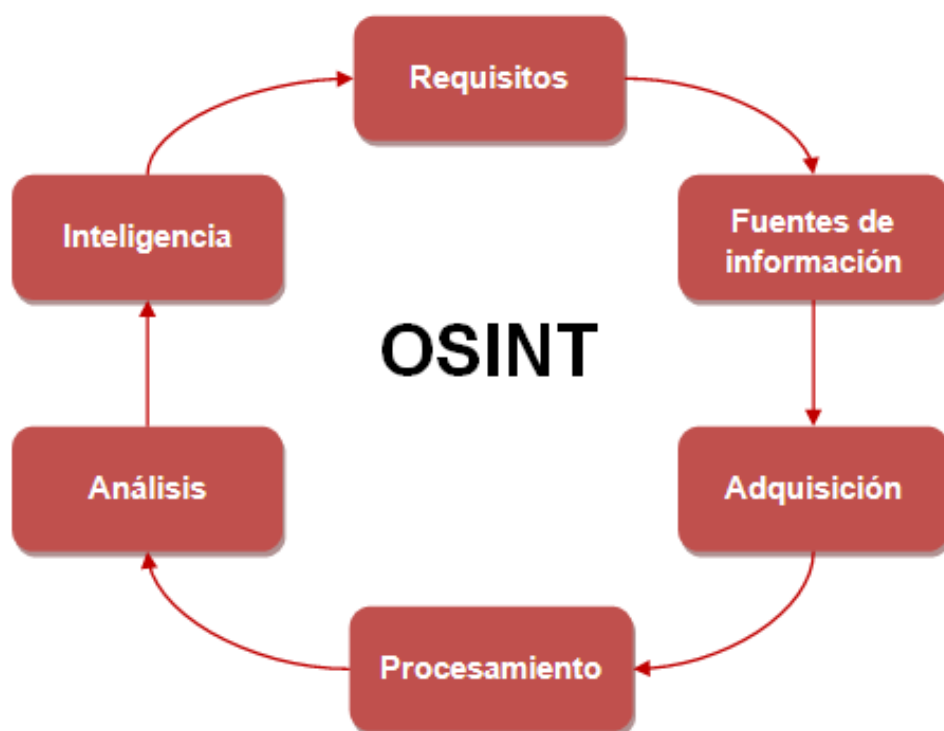 Requisitos
Fuentes de
información
Adquisición
Procesamiento
Análisis
Inteligencia
OSINT